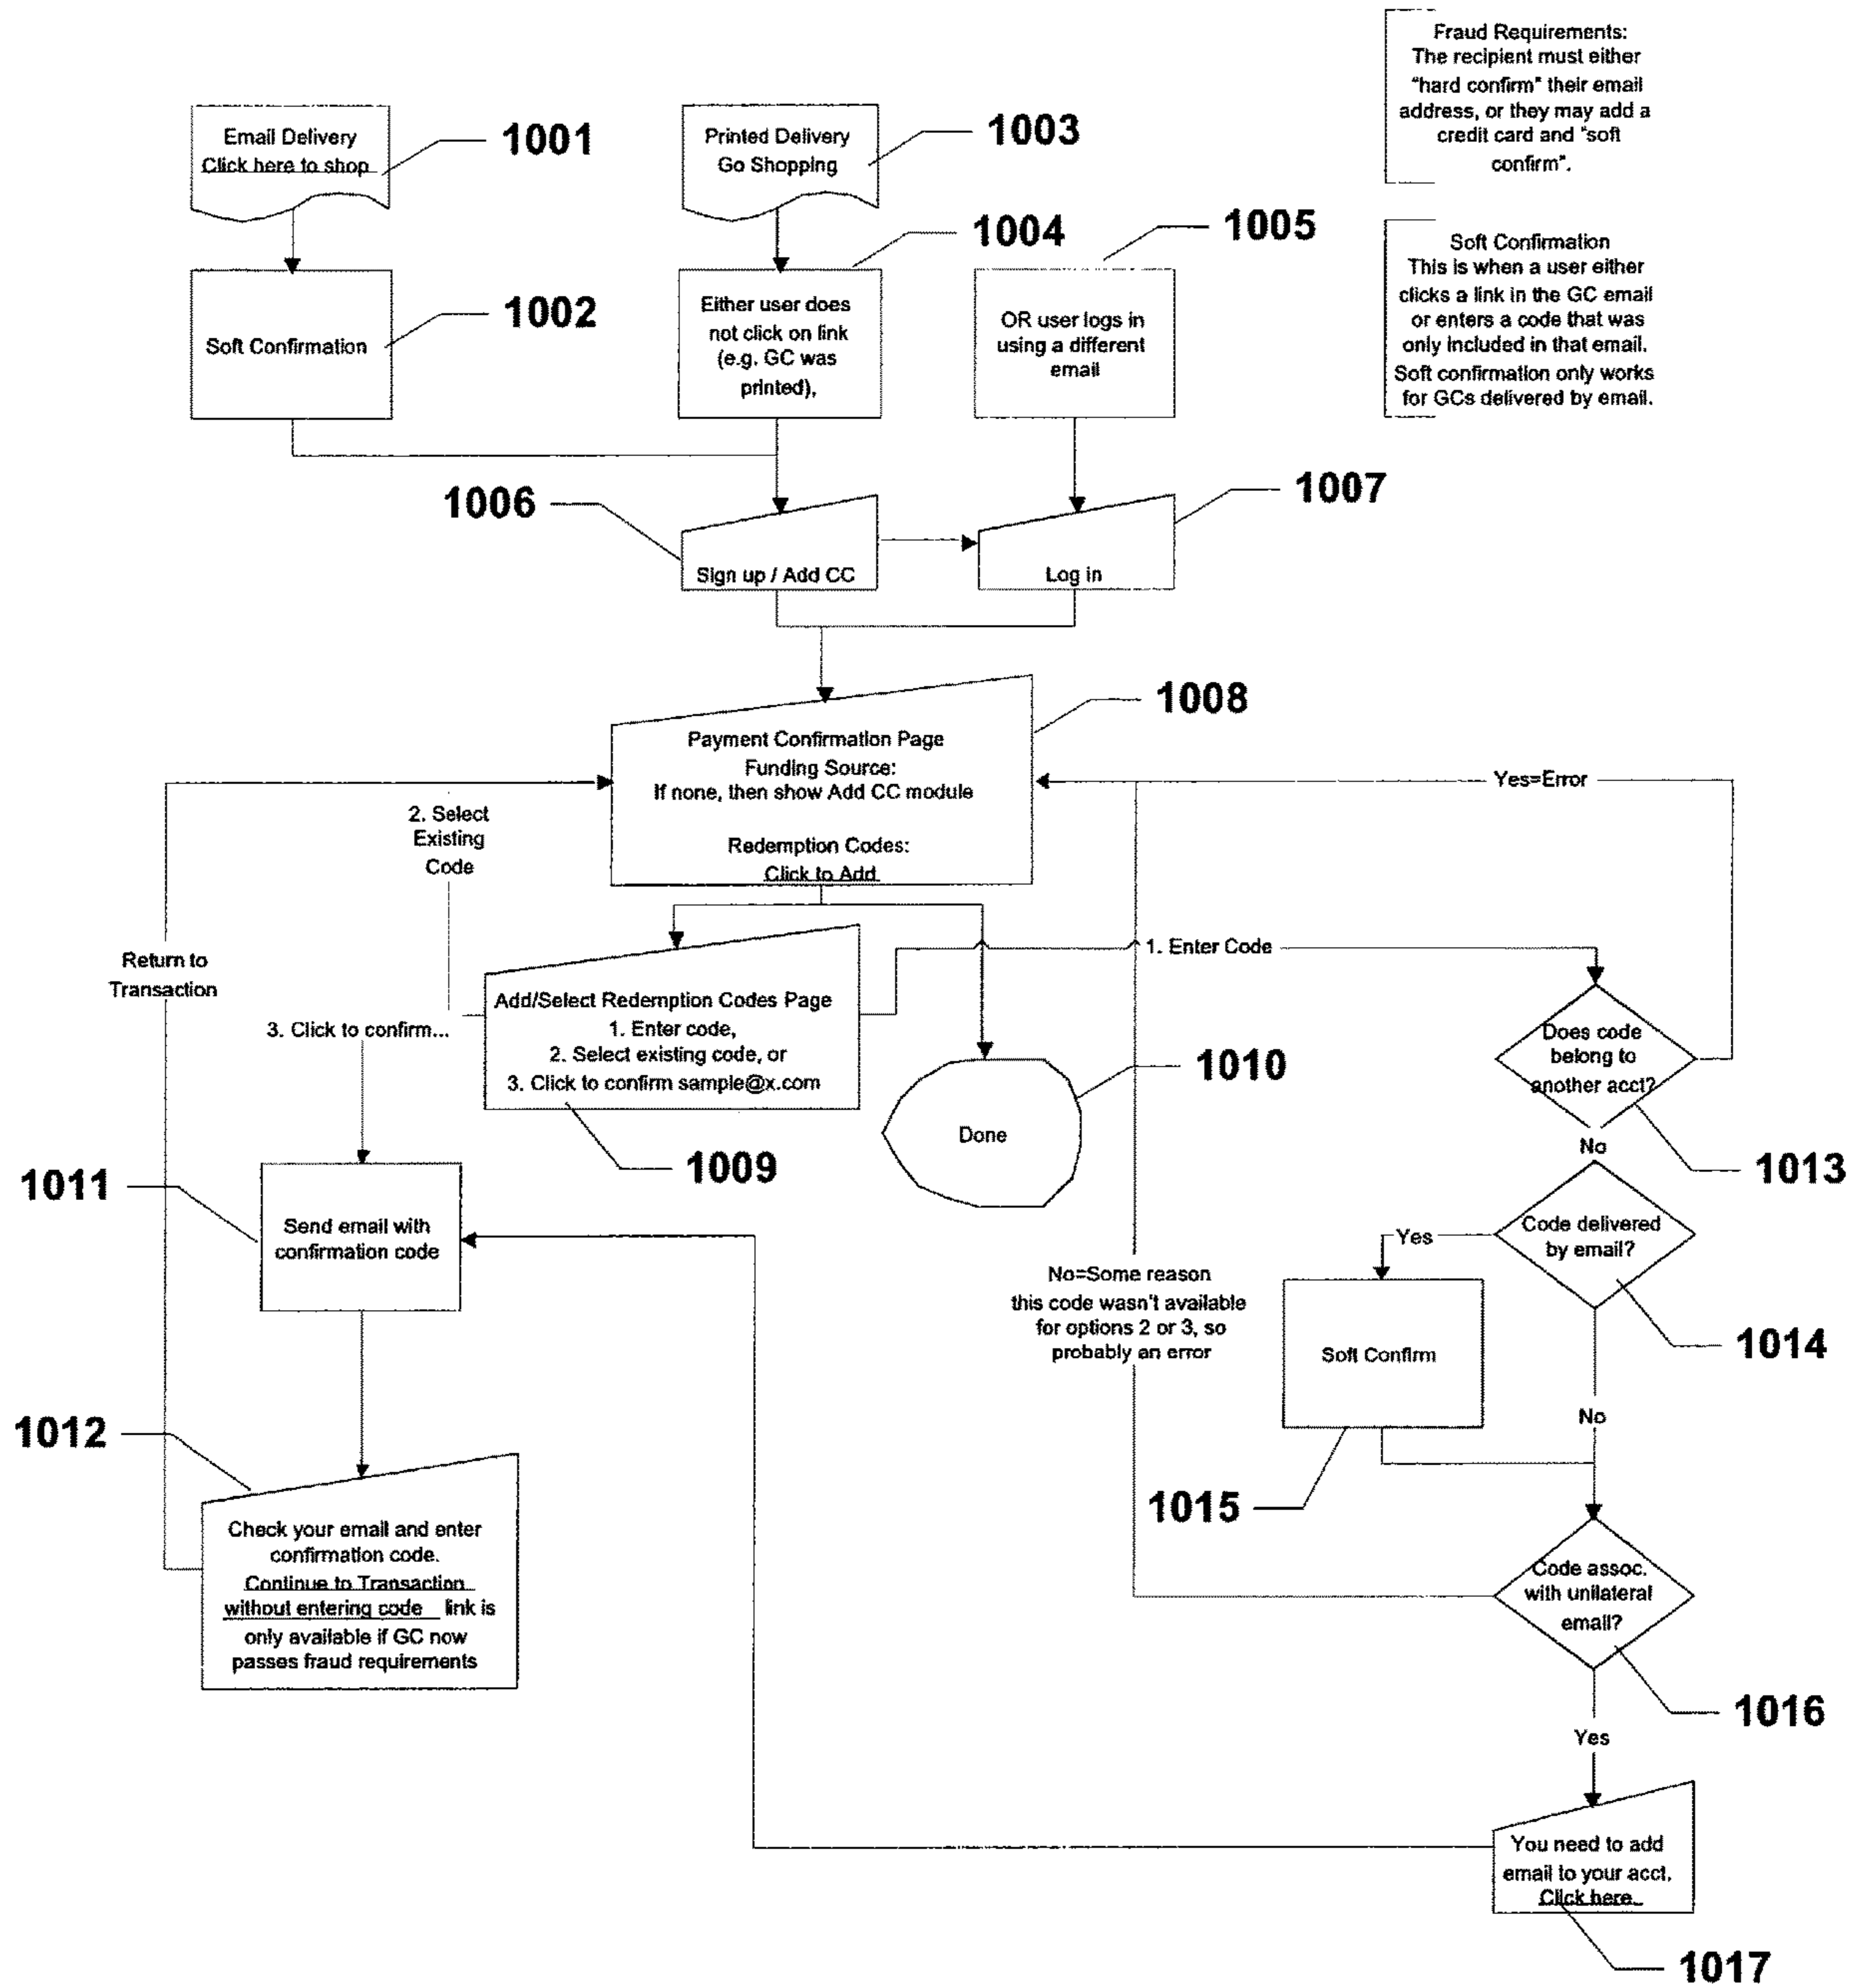 Fraud Requirements:
The recipient must either
"hard confirm" their email
address, or they may add a
credit card and "soft
confirm".
Email Delivery
Click here to shop
1001
Printed Delivery
Go Shopping
1003
Soft Confirmation
This is when a user either
clicks a link in the GC email
or enters a code that was
only included in that email.
Soft confirmation only works
for GCs delivered by email.
1004
1005
Soft Confirmation
1002
Either user does
not click on link
(e.g. GC was
printed),
OR user logs in
using a different
email
1006
Sign up / Add CC
1007
Log in
1008
Payment Confirmation Page
Funding Source:
If none, then show Add CC module
Redemption Codes:
Click to Add
Yes=Error
2. Select
Existing
Code
Return to
Transaction
3. Click to confirm...
Add/Select Redemption Codes Page
1. Enter code,
2. Select existing code, or
3. Click to confirm sample@x.com
1009
1. Enter Code
1010
Done
Does code
belong to
another acct?
1013
No
1011
Send email with
confirmation code
Code delivered
by email?
1014
Yes
No=Some reason
this code wasn't available
for options 2 or 3, so
probably an error
Soft Confirm
1015
No
1012
Check your email and enter
confirmation code.
Continue to Transaction
without entering code link is
only available if GC now
passes fraud requirements
Code assoc.
with unilateral
email?
1016
Yes
You need to add
email to your acct.
Click here.
1017